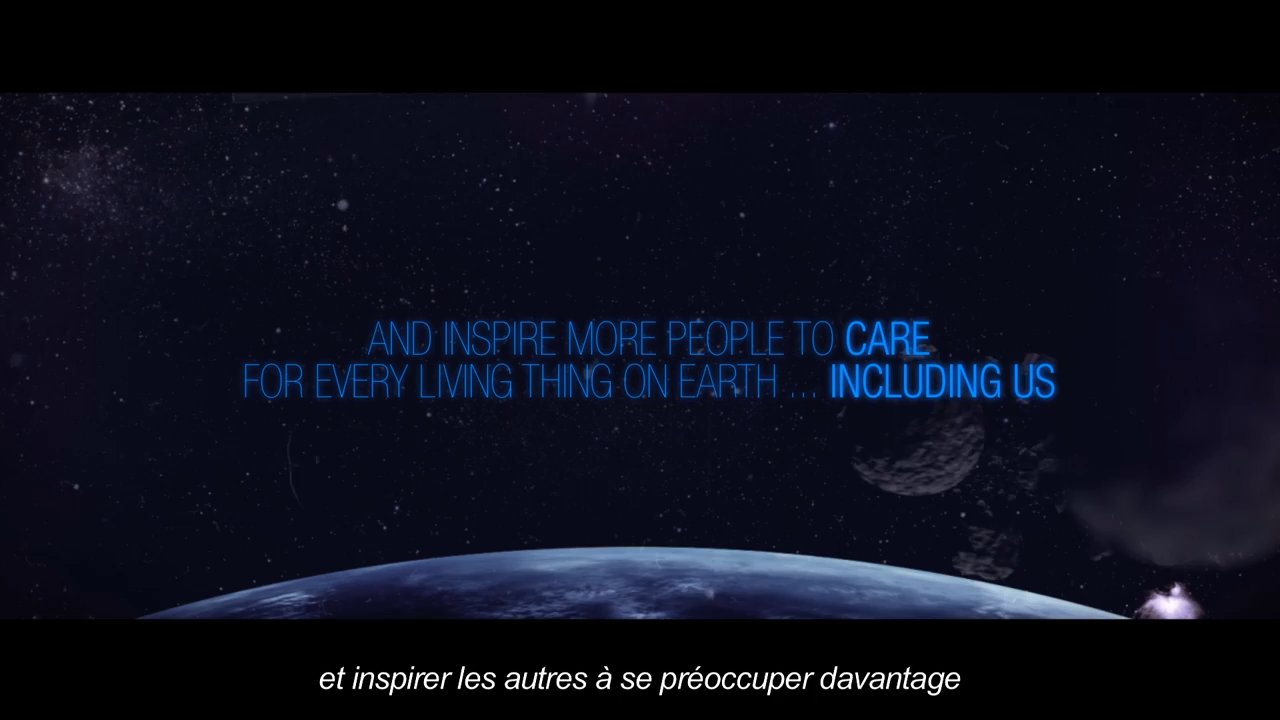 AND INSPIRE MORE PEOPLE TO CARE
FOR EVERY LIVING THING ON EARTH ... INCLUDING US
et inspirer les autres à se préoccuper davantage